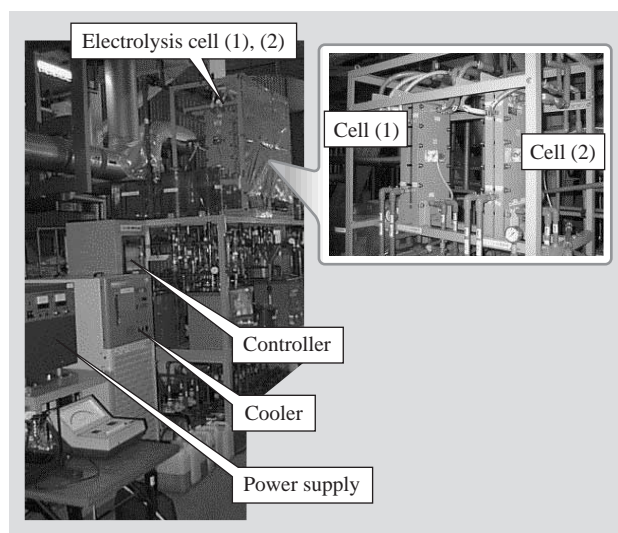 Electrolysis cell (1), (2)
Cell (1)
Cell (2)
Controller
Cooler
Power supply